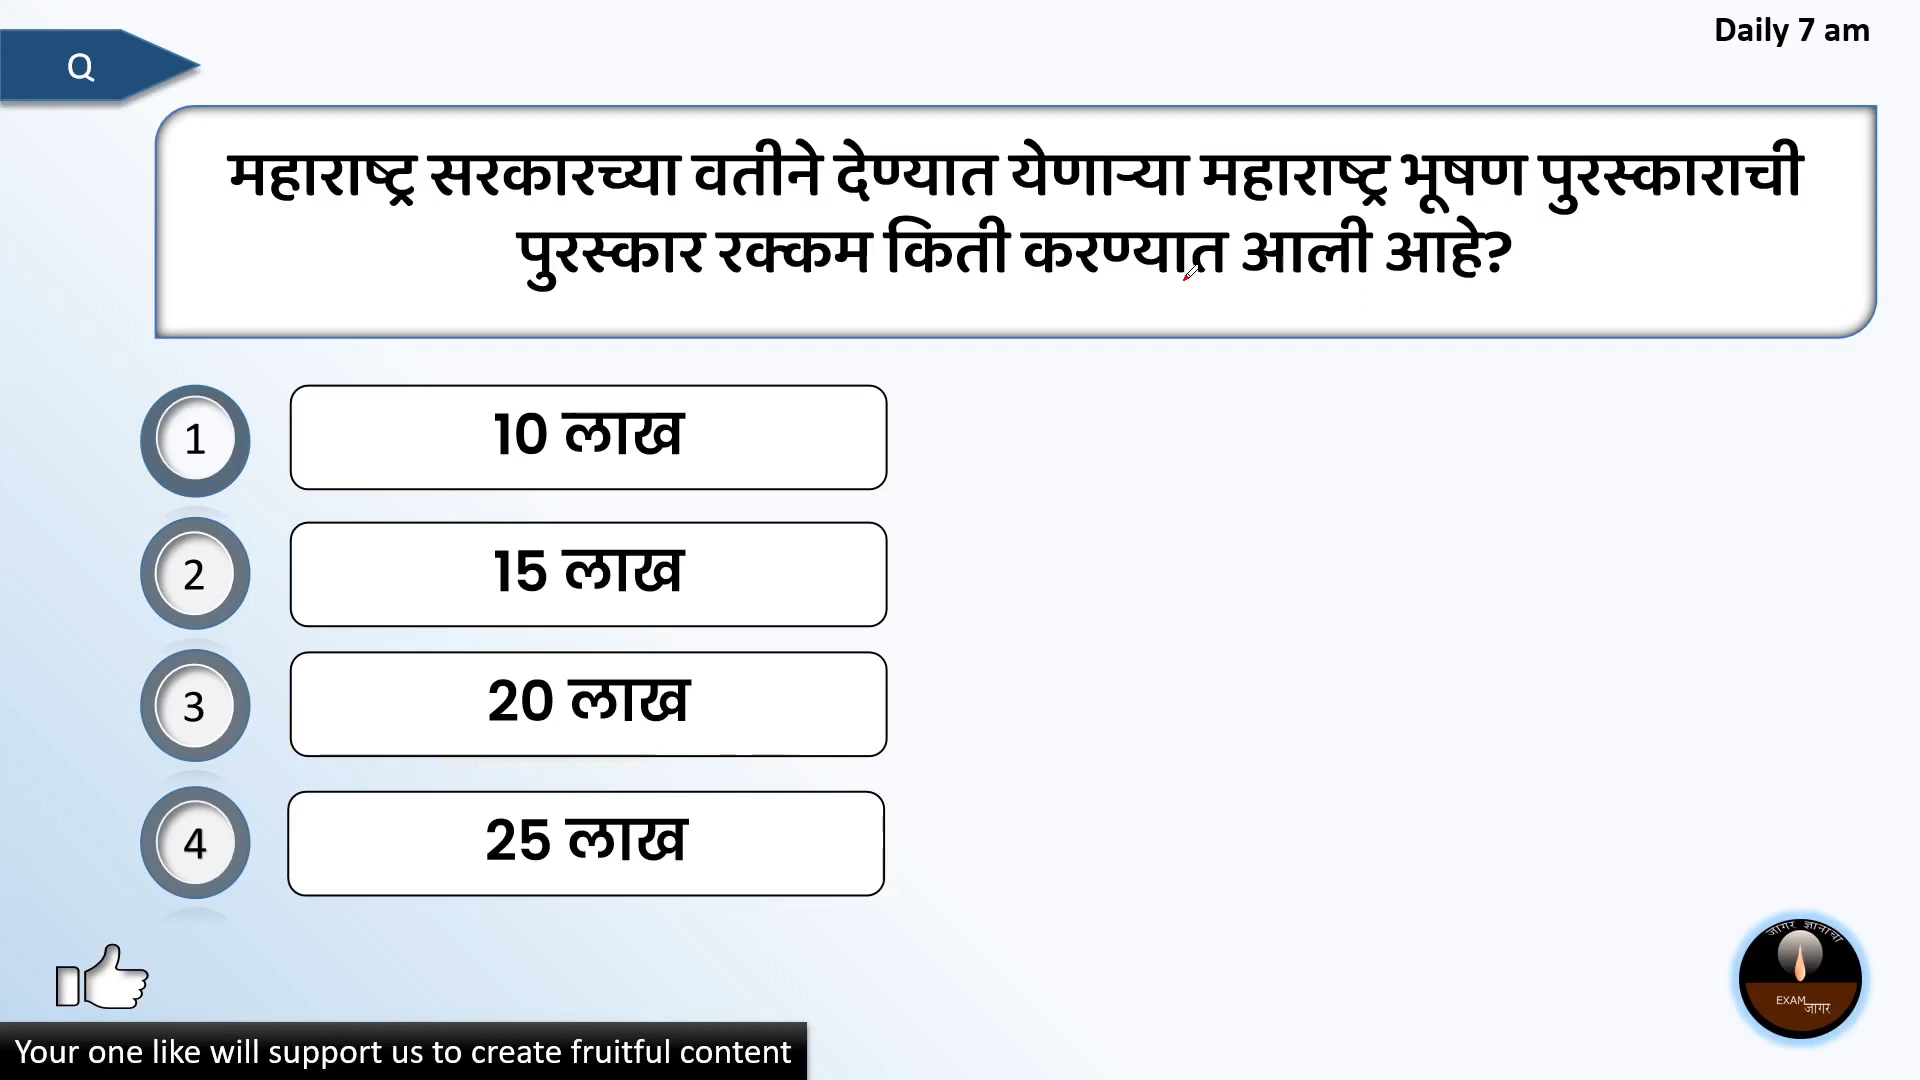 Daily 7 am
Q
महाराष्ट्र सरकारच्या वतीने देण्यात येणाऱ्या महाराष्ट्र भूषण पुरस्काराची
पुरस्कार रक्कम किती करण्यात आली आहे?
1
10 लाख
2
15 लाख
3
20 लाख
4
25 लाख
जागर ज्ञानाचा
EXAM
जागर
Your one like will support us to create fruitful content